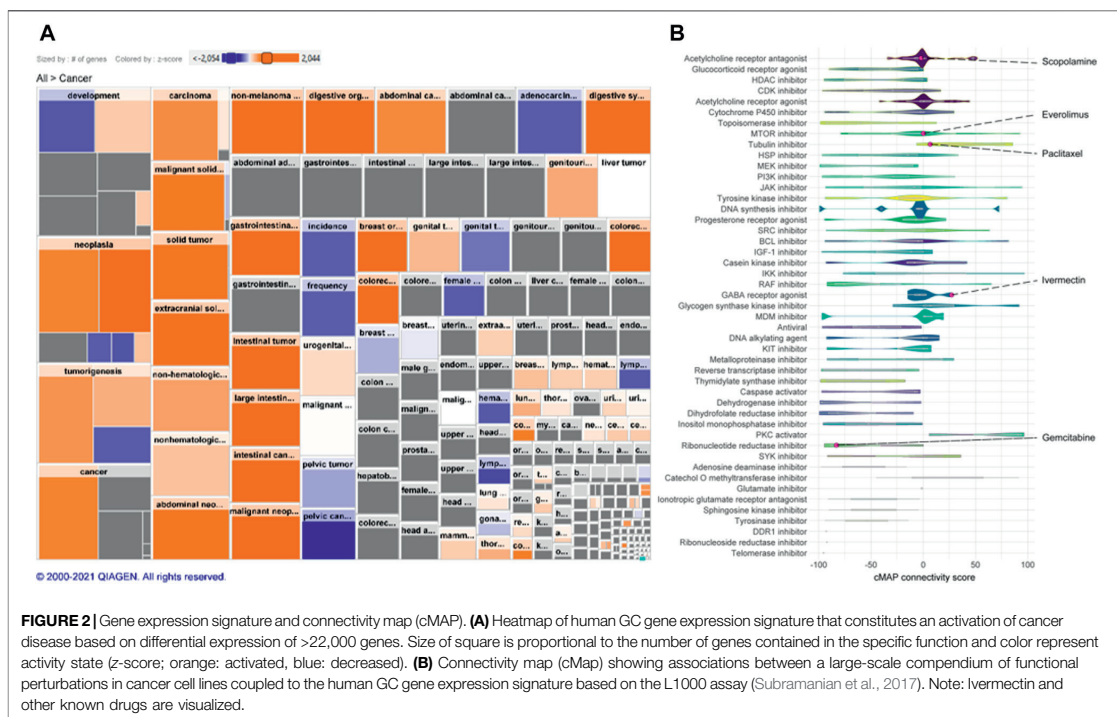 A
Sized by : # of genes Colored by : z-score <-2,054 2,044
All > Cancer
development
carcinoma
non-melanoma ...
digestive org...
abdominal ca...
abdominal ca...
adenocarcin...
digestive sy...
abdominal ad...
gastrointes...
intestinal ...
large intes...
large intes...
genitouri...
liver tumor
malignant solid...
gastrointestina...
incidence
breast or...
genital t...
genital t...
genitour...
genitou...
colorec...
neoplasia
solid tumor
gastrointestin...
frequency
colorec...
colore...
female ...
colon ...
liver c...
female ...
colon...
extracranial sol...
intestinal tumor
urogenital...
breast ...
breast...
uterin...
extraa...
uteri...
prost...
head...
endo...
tumorigenesis
non-hematologic...
large intestin...
malignant ...
colon ...
male g...
endom...
upper...
breas...
lymp...
hemat...
lymp...
malign...
malig...
hema...
lun...
thor...
ova...
uri...
uri...
nonhematologic...
intestinal can...
pelvic tumor
colon c...
prosta...
upper ...
head...
co...
my...
ca...
ne...
ce...
ce...
cancer
abdominal neo...
malignant neop...
pelvic can...
hepatob...
colorec...
female...
head a...
upper ...
head ...
mamm...
lymp...
lung ...
gona...
thor...
or...
o...
re...
s...
s...
a...
c...
or...
t...
c...
b...
or...
g...
r...
re...
k...
h...
a...
co...
k...
o...
© 2000-2021 QIAGEN. All rights reserved.
B
Acetylcholine receptor antagonist
Glucocorticoid receptor agonist
HDAC inhibitor
CDK inhibitor
Acetylcholine receptor agonist
Cytochrome P450 inhibitor
Topoisomerase inhibitor
MTOR inhibitor
Tubulin inhibitor
HSP inhibitor
MEK inhibitor
PI3K inhibitor
JAK inhibitor
Tyrosine kinase inhibitor
DNA synthesis inhibitor
Progesterone receptor agonist
SRC inhibitor
BCL inhibitor
IGF-1 inhibitor
Casein kinase inhibitor
IKK inhibitor
RAF inhibitor
GABA receptor agonist
Glycogen synthase kinase inhibitor
MDM inhibitor
Antiviral
DNA alkylating agent
KIT inhibitor
Metalloproteinase inhibitor
Reverse transcriptase inhibitor
Thymidylate synthase inhibitor
Caspase activator
Dehydrogenase inhibitor
Dihydrofolate reductase inhibitor
Inositol monophosphatase inhibitor
PKC activator
Ribonucleotide reductase inhibitor
SYK inhibitor
Adenosine deaminase inhibitor
Catechol O methyltransferase inhibitor
Glutamate inhibitor
Ionotropic glutamate receptor antagonist
Sphingosine kinase inhibitor
Tyrosinase inhibitor
DDR1 inhibitor
Ribonucleoside reductase inhibitor
Telomerase inhibitor
Scopolamine
Everolimus
Paclitaxel
Ivermectin
Gemcitabine
-100 -50 0 50 100
cMAP connectivity score
FIGURE 2 | Gene expression signature and connectivity map (cMAP). (A) Heatmap of human GC gene expression signature that constitutes an activation of cancer
disease based on differential expression of >22,000 genes. Size of square is proportional to the number of genes contained in the specific function and color represent
activity state (z-score; orange: activated, blue: decreased). (B) Connectivity map (cMap) showing associations between a large-scale compendium of functional
perturbations in cancer cell lines coupled to the human GC gene expression signature based on the L1000 assay (Subramanian et al., 2017). Note: Ivermectin and
other known drugs are visualized.